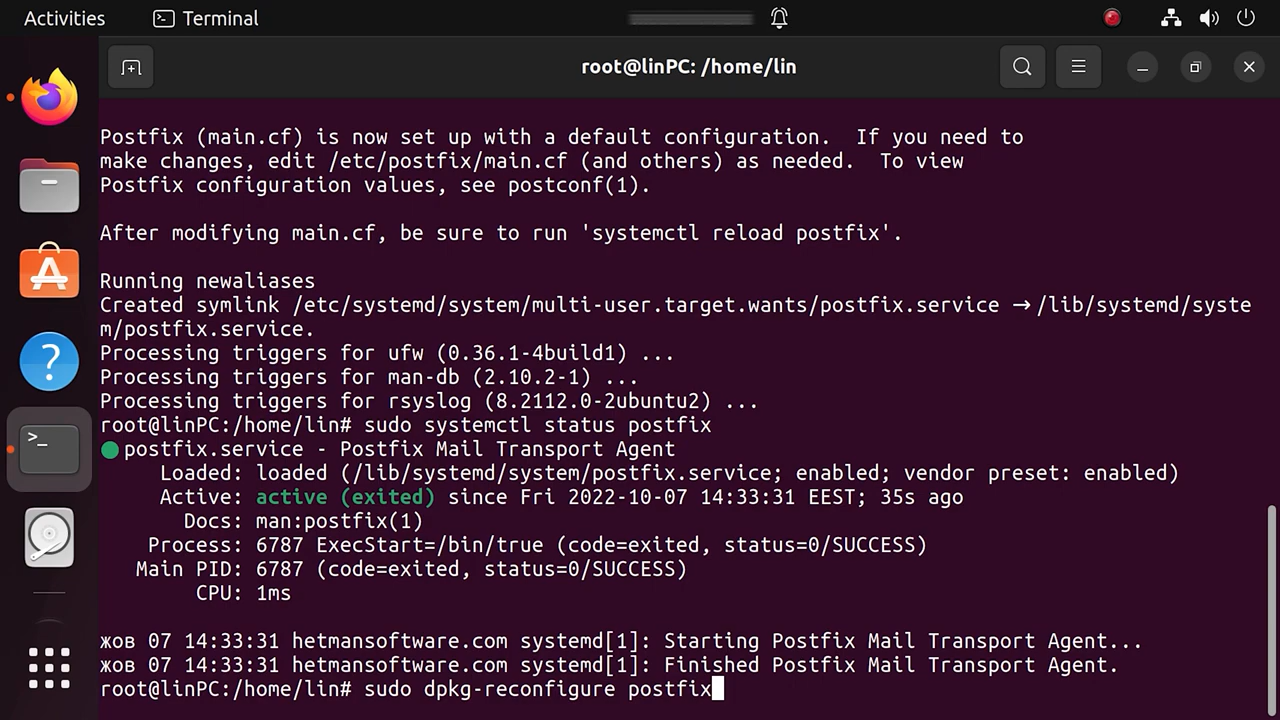 Activities
Terminal
root@linPC: /home/lin
Postfix (main.cf) is now set up with a default configuration.  If you need to
make changes, edit /etc/postfix/main.cf (and others) as needed.  To view
Postfix configuration values, see postconf(1).
After modifying main.cf, be sure to run 'systemctl reload postfix'.
Running newaliases
Created symlink /etc/systemd/system/multi-user.target.wants/postfix.service → /lib/systemd/syste
m/postfix.service.
Processing triggers for ufw (0.36.1-4build1) ...
Processing triggers for man-db (2.10.2-1) ...
Processing triggers for rsyslog (8.2112.0-2ubuntu2) ...
root@linPC:/home/lin# sudo systemctl status postfix
● postfix.service - Postfix Mail Transport Agent
Loaded: loaded (/lib/systemd/system/postfix.service; enabled; vendor preset: enabled)
Active: active (exited) since Fri 2022-10-07 14:33:31 EEST; 35s ago
Docs: man:postfix(1)
Process: 6787 ExecStart=/bin/true (code=exited, status=0/SUCCESS)
Main PID: 6787 (code=exited, status=0/SUCCESS)
CPU: 1ms
жов 07 14:33:31 hetmansoftware.com systemd[1]: Starting Postfix Mail Transport Agent...
жов 07 14:33:31 hetmansoftware.com systemd[1]: Finished Postfix Mail Transport Agent.
root@linPC:/home/lin# sudo dpkg-reconfigure postfix